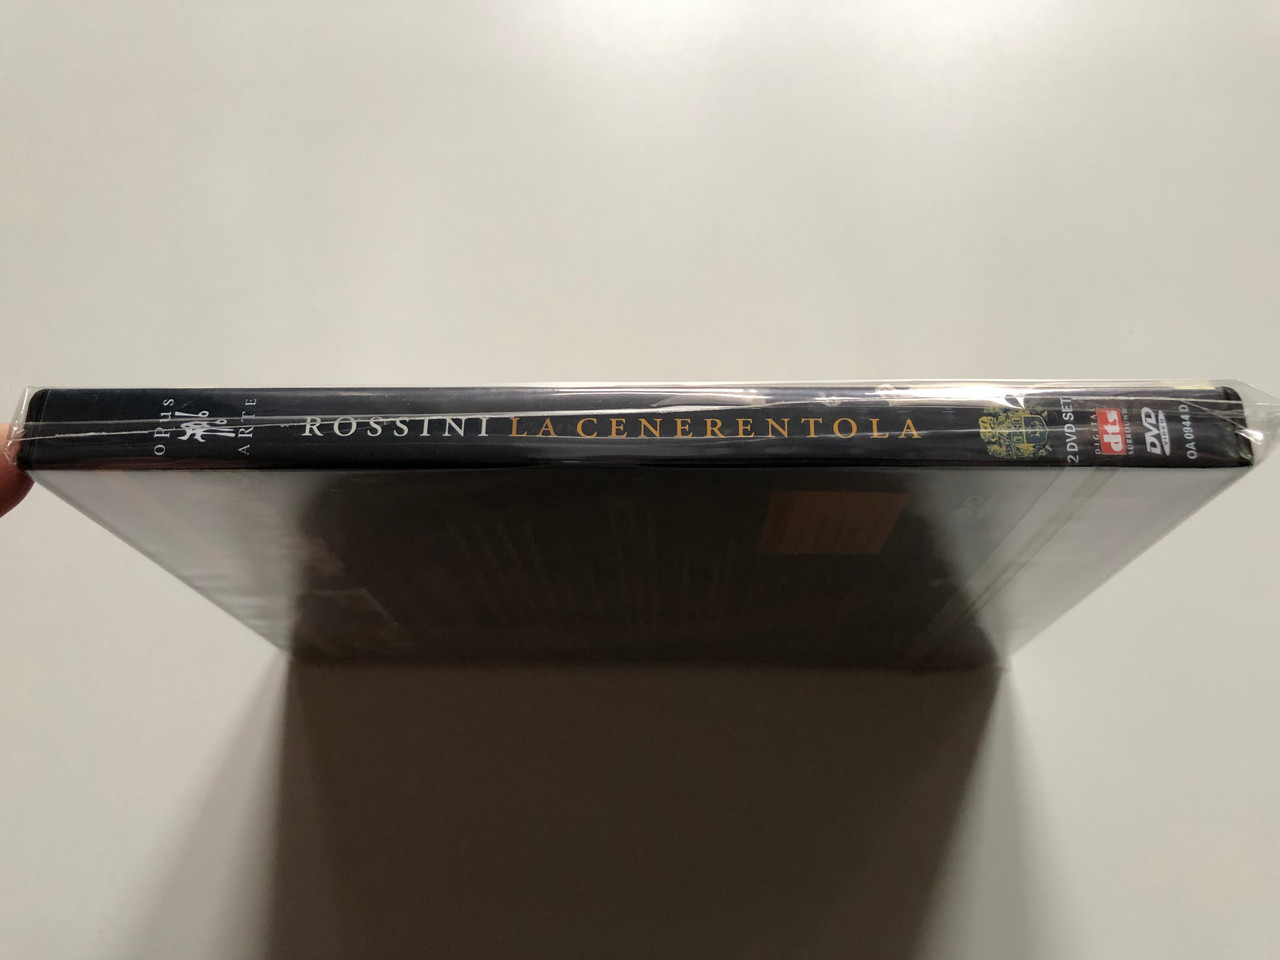 OPUS
ARTE
ROSSINI LA CENERENTOLA
2 DVD SET
DIGITAL
dts
SURROUND
DVD
VIDEO
OA 0944 D